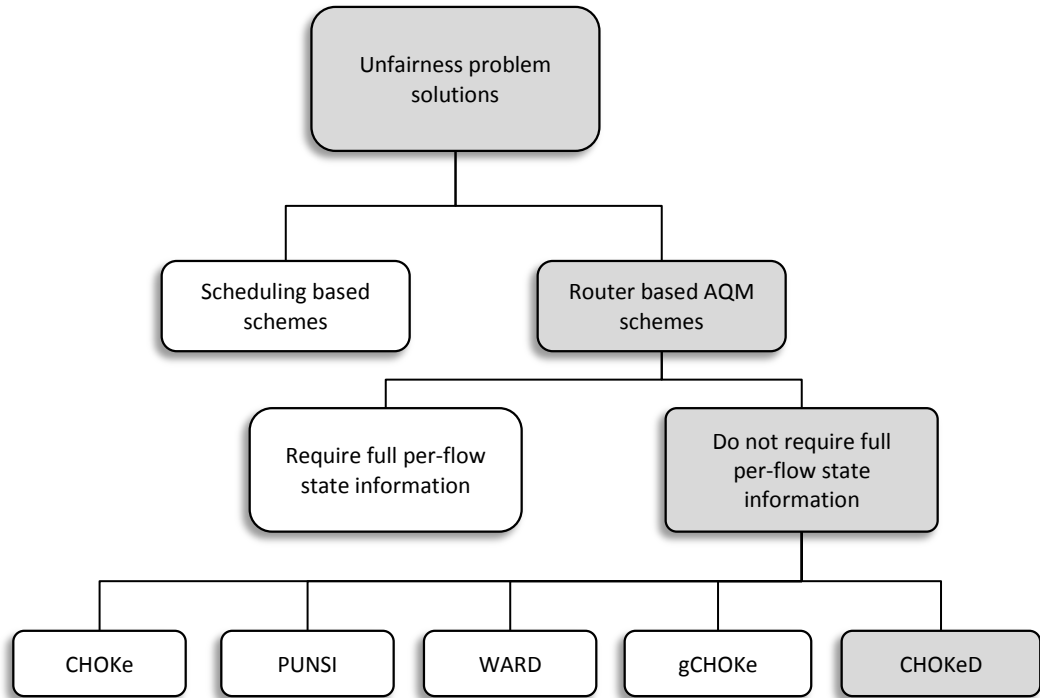 Unfairness problem
solutions
Scheduling based
schemes
Router based AQM
schemes
Require full per-flow
state information
Do not require full
per-flow state
information
CHOKe
PUNSI
WARD
gCHOKe
CHOKeD